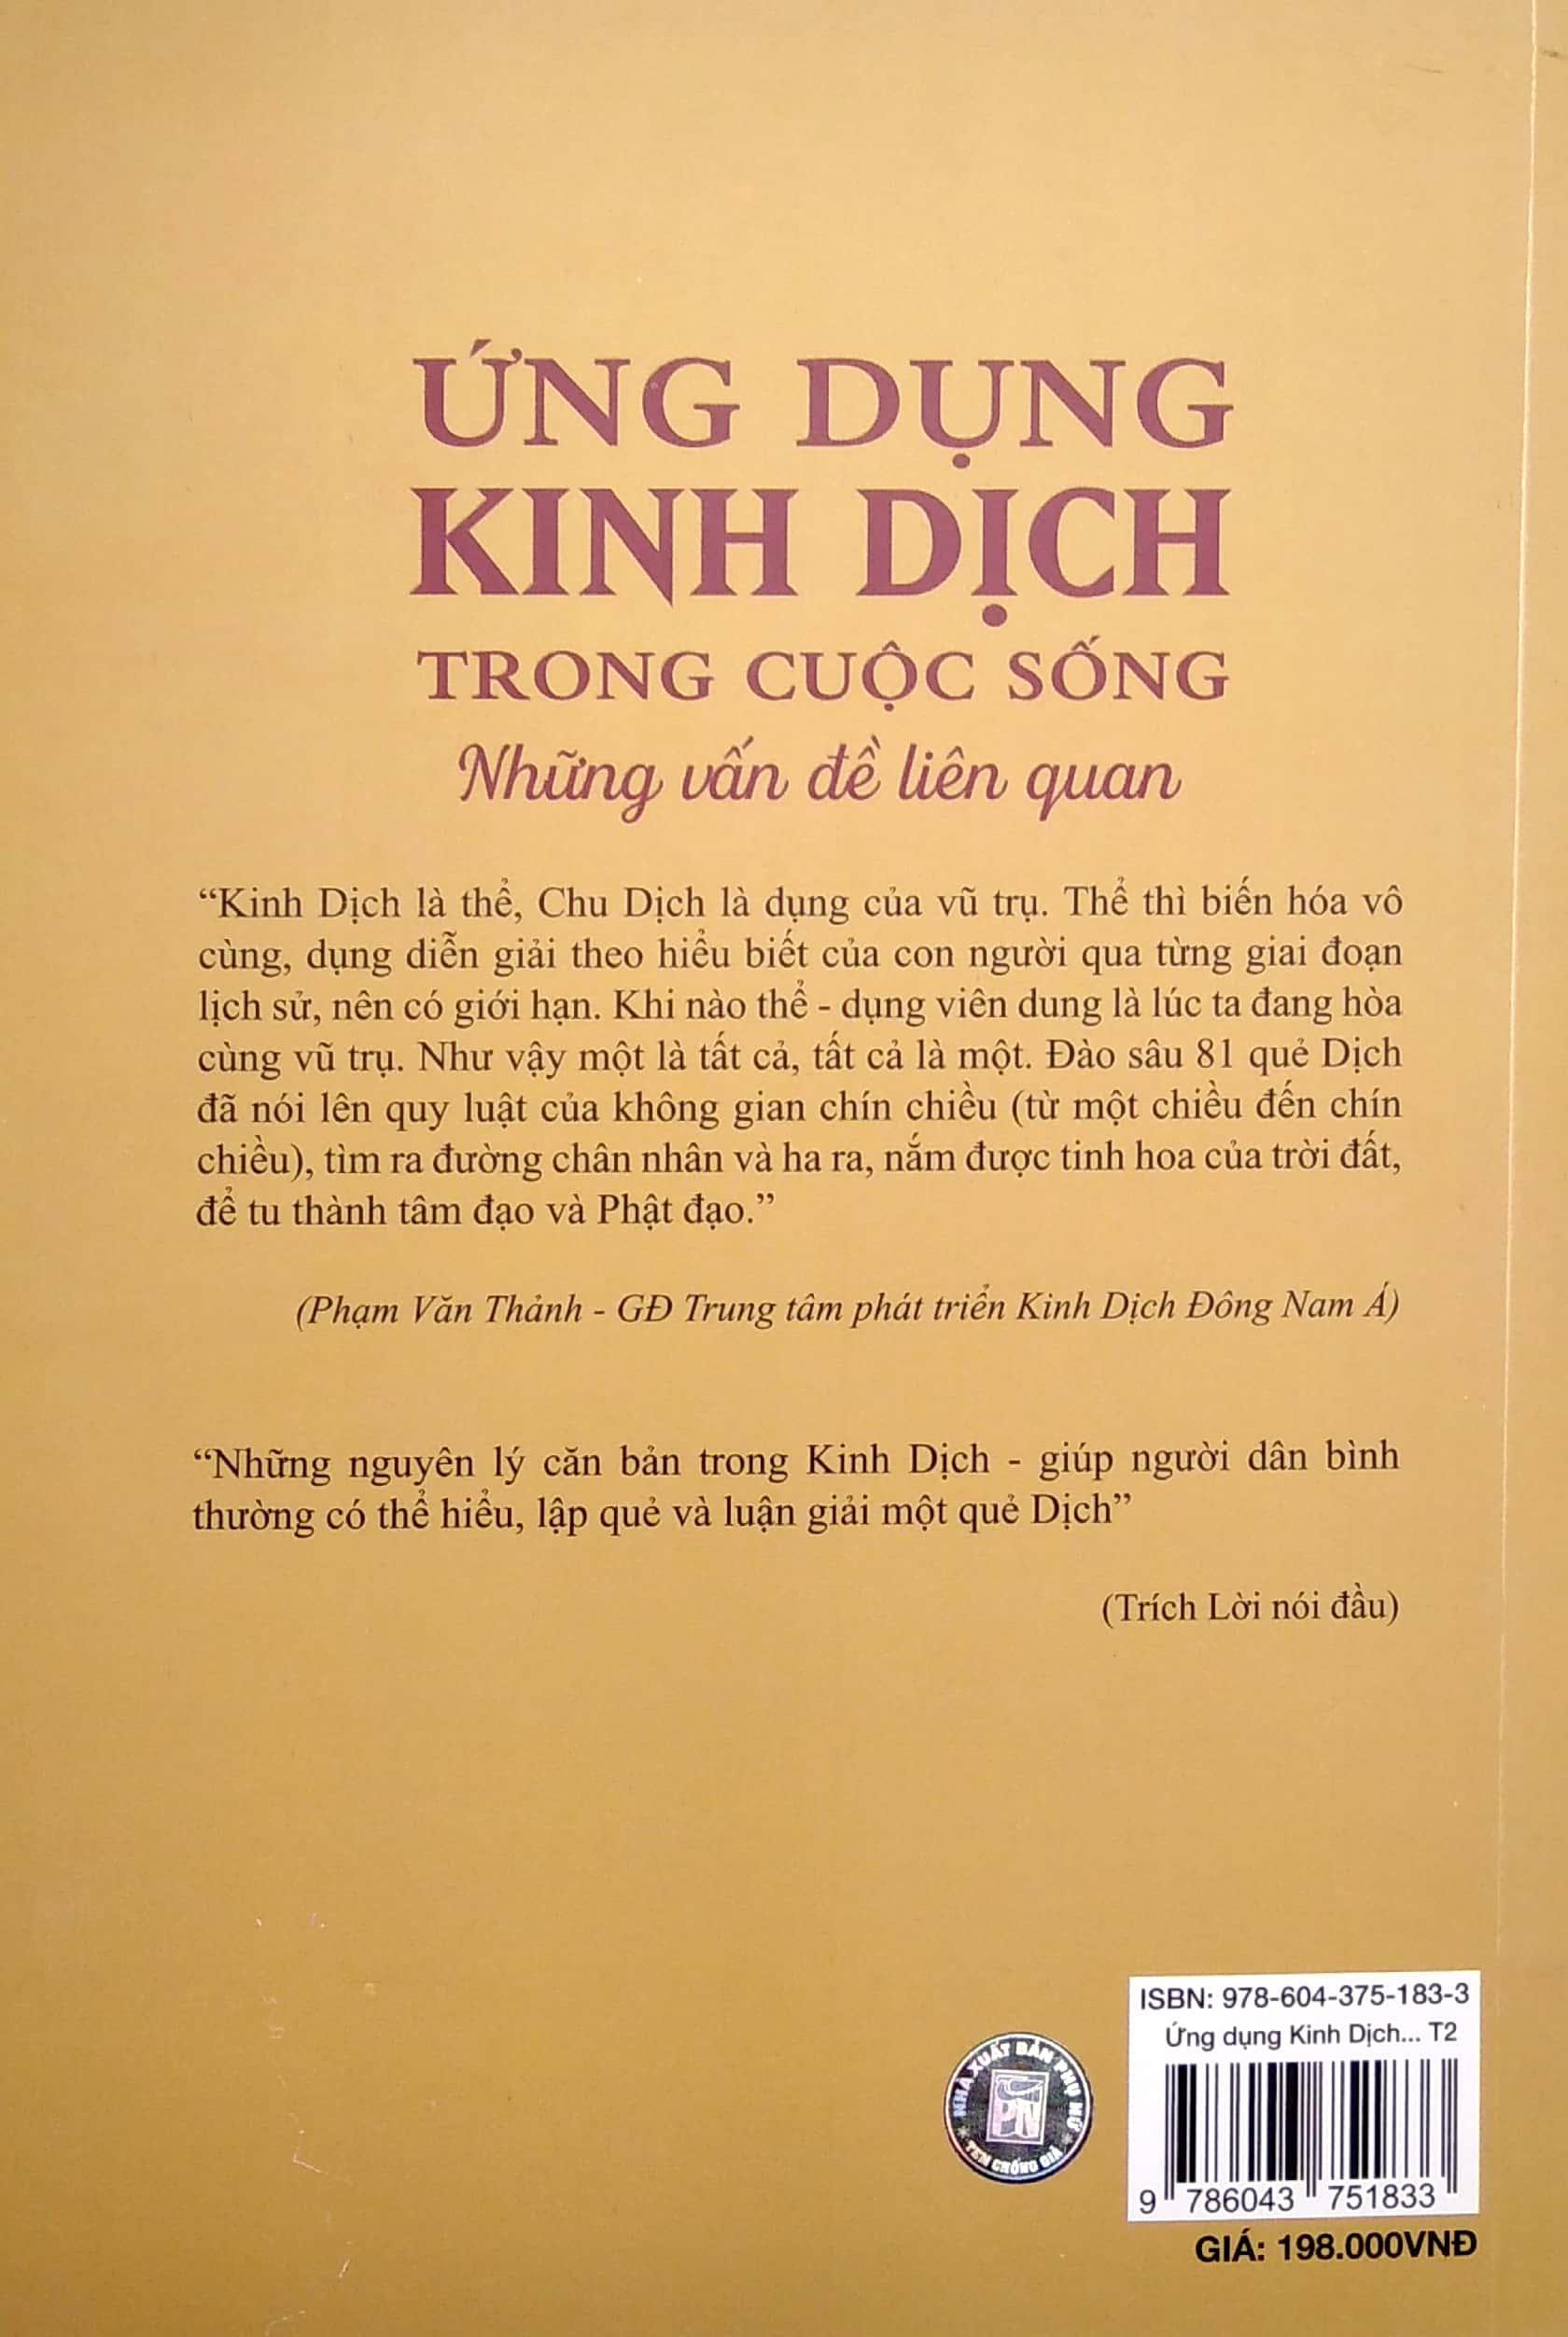 ỨNG DỤNG
KINH DỊCH
TRONG CUỘC SỐNG
Những vấn đề liên quan
“Kinh Dịch là thể, Chu Dịch là dụng của vũ trụ. Thể thì biến hóa vô
cùng, dụng diễn giải theo hiểu biết của con người qua từng giai đoạn
lịch sử, nên có giới hạn. Khi nào thể - dụng viên dung là lúc ta đang hòa
cùng vũ trụ. Như vậy một là tất cả, tất cả là một. Đào sâu 81 quẻ Dịch
đã nói lên quy luật của không gian chín chiều (từ một chiều đến chín
chiều), tìm ra đường chân nhân và ha ra, nắm được tinh hoa của trời đất,
để tu thành tâm đạo và Phật đạo.”
(Phạm Văn Thảnh - GĐ Trung tâm phát triển Kinh Dịch Đông Nam Á)
“Những nguyên lý căn bản trong Kinh Dịch - giúp người dân bình
thường có thể hiểu, lập quẻ và luận giải một quẻ Dịch”
(Trích Lời nói đầu)
ISBN: 978-604-375-183-3
Ứng dụng Kinh Dịch... T2
NHÀ XUẤT BẢN PHỤ NỮ
PN
TEM CHỐNG GIẢ
9 786043 751833
GIÁ: 198.000VNĐ